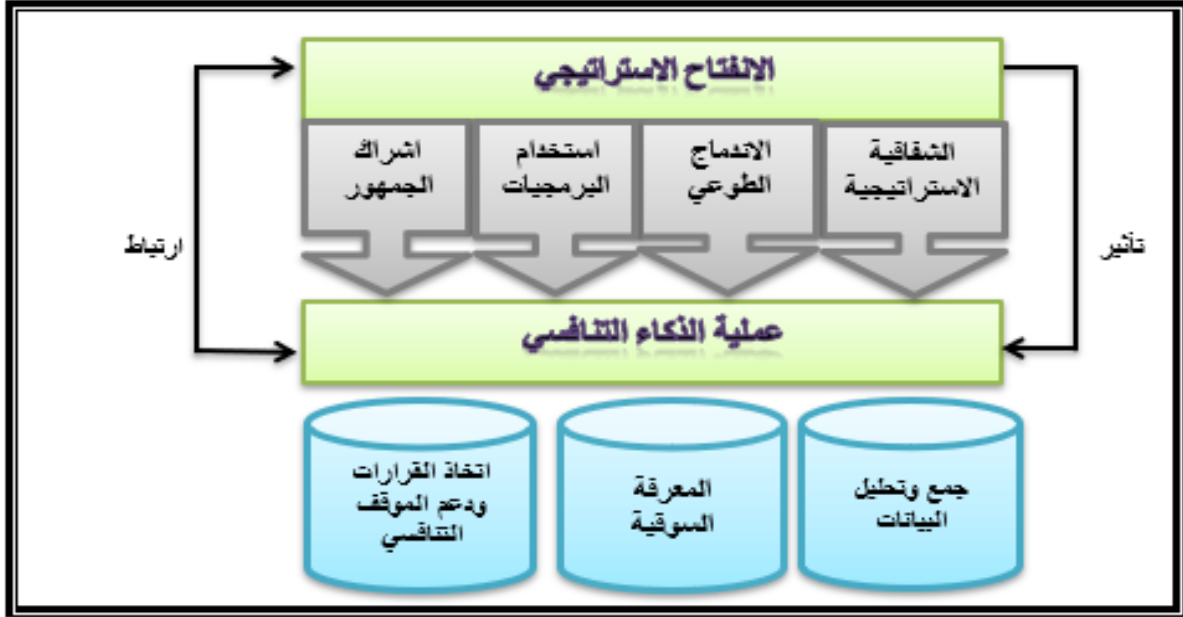 الانفتاح الاستراتيجي
الشفافية
الاستراتيجية
الاندماج
الطوعي
استخدام
البرمجيات
اشراك
الجمهور
تأثير
ارتباط
عملية الذكاء التنافسي
جمع وتحليل
البيانات
المعرفة
السوقية
اتخاذ القرارات
ودعم الموقف
التنافسي